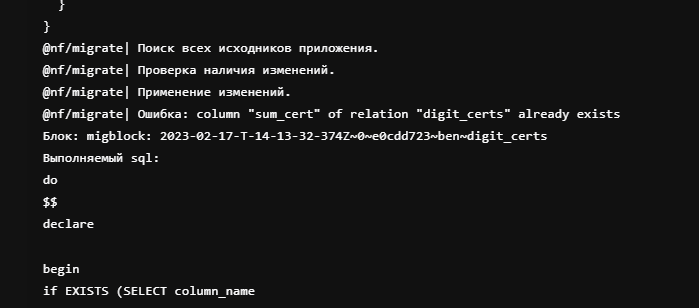 }
}
@nf/migrate| Поиск всех исходников приложения.
@nf/migrate| Проверка наличия изменений.
@nf/migrate| Применение изменений.
@nf/migrate| Ошибка: column "sum_cert" of relation "digit_certs" already exists
Блок: migblock: 2023-02-17-T-14-13-32-374Z~0~e0cdd723~ben~digit_certs
Выполняемый sql:
do
$$
declare
begin
if EXISTS (SELECT column_name